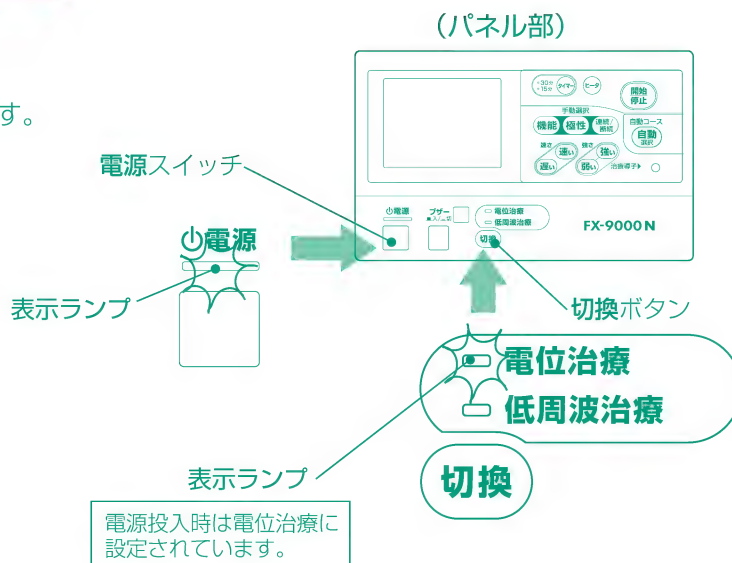 (パネル部)
す。
・30分
・15分
タイマー
ヒータ
開始
停止
手動選択
機能
極性
連続/
断続
自動コース
自動
選択
速さ
速い
遅い
強さ
強い
弱い
治療導子▶
電源スイッチ
⏻電源
ブザー
■入/▂切
電位治療
低周波治療
切換
FX-9000N
⏻電源
表示ランプ
切換ボタン
電位治療
低周波治療
切換
表示ランプ
電源投入時は電位治療に
設定されています。